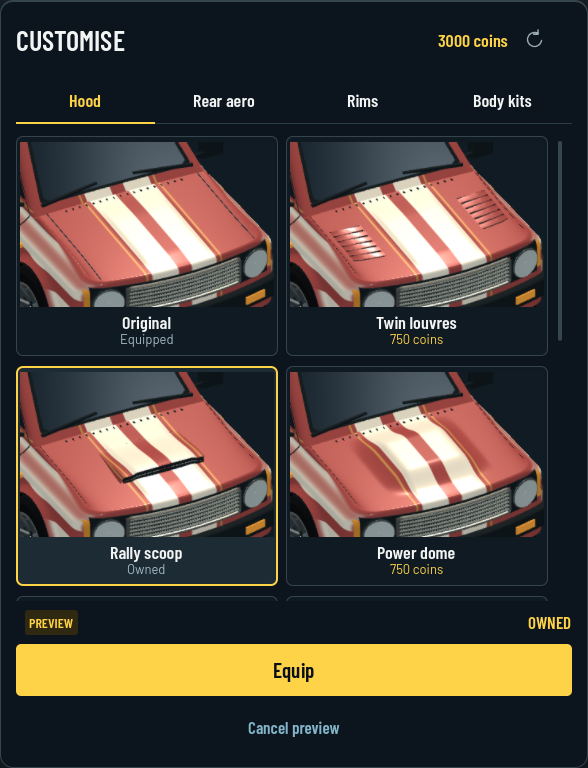 CUSTOMISE
3000 coins
Hood
Rear aero
Rims
Body kits
Original
Equipped
Twin louvres
750 coins
Rally scoop
Owned
Power dome
750 coins
PREVIEW
OWNED
Equip
Cancel preview